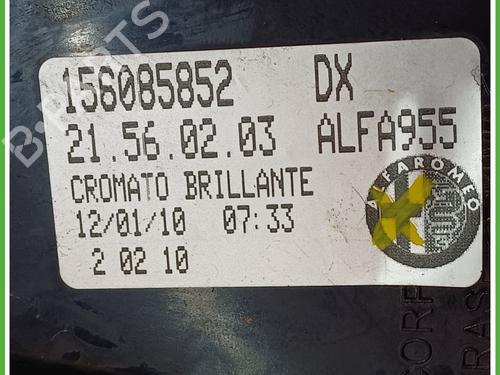 B-PARTS
156085852 DX
21.56.02.03 ALFA955
CROMATO BRILLANTE
ALFA ROMEO
12/01/10 07:33
2 02 10